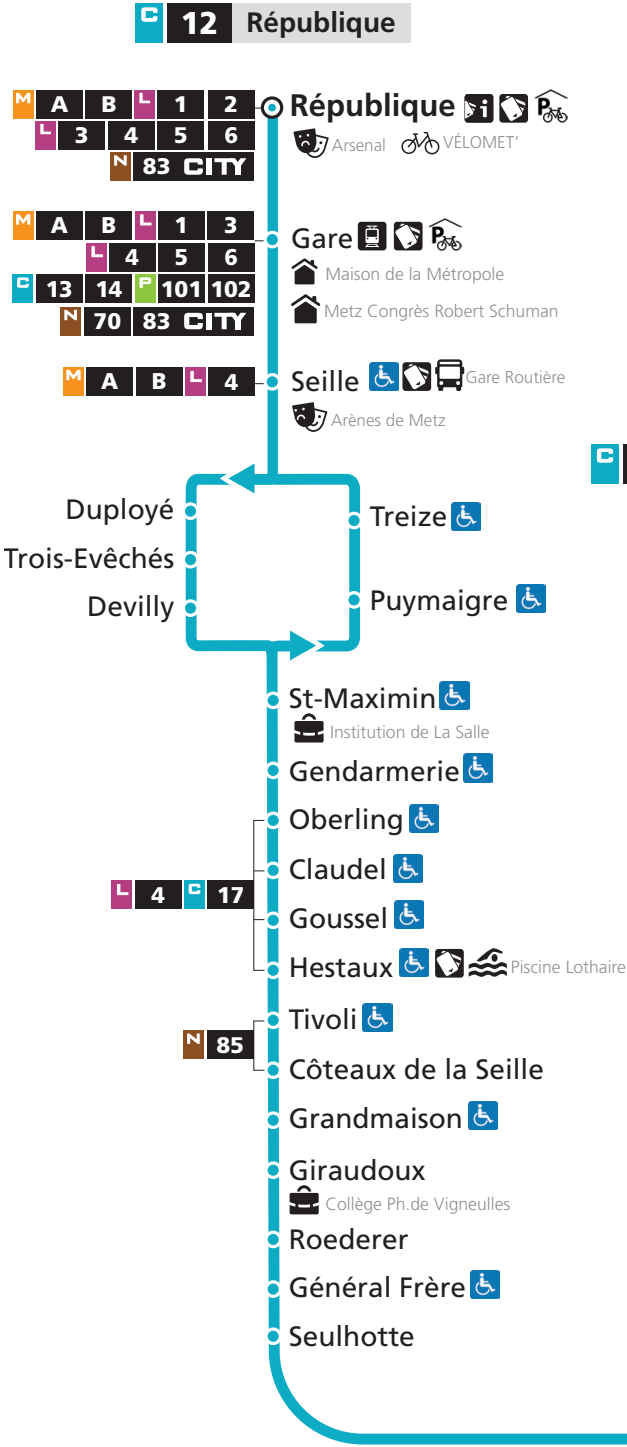 C 12 République
M A B L 1 2 République i P
L 3 4 5 6 Arsenal VÉLOMET'
N 83 CITY
M A B L 1 3 Gare P
L 4 5 6 Maison de la Métropole
C 13 14 P 101 102 Metz Congrès Robert Schuman
N 70 83 CITY
M A B L 4 Seille Gare Routière
Arènes de Metz
C
Duployé Treize
Trois-Evêchés
Devilly Puymaigre
St-Maximin
Institution de La Salle
Gendarmerie
Oberling
Claudel
L 4 C 17
Goussel
Hestaux Piscine Lothaire
Tivoli
N 85
Côteaux de la Seille
Grandmaison
Giraudoux
Collège Ph.de Vigneulles
Roederer
Général Frère
Seulhotte